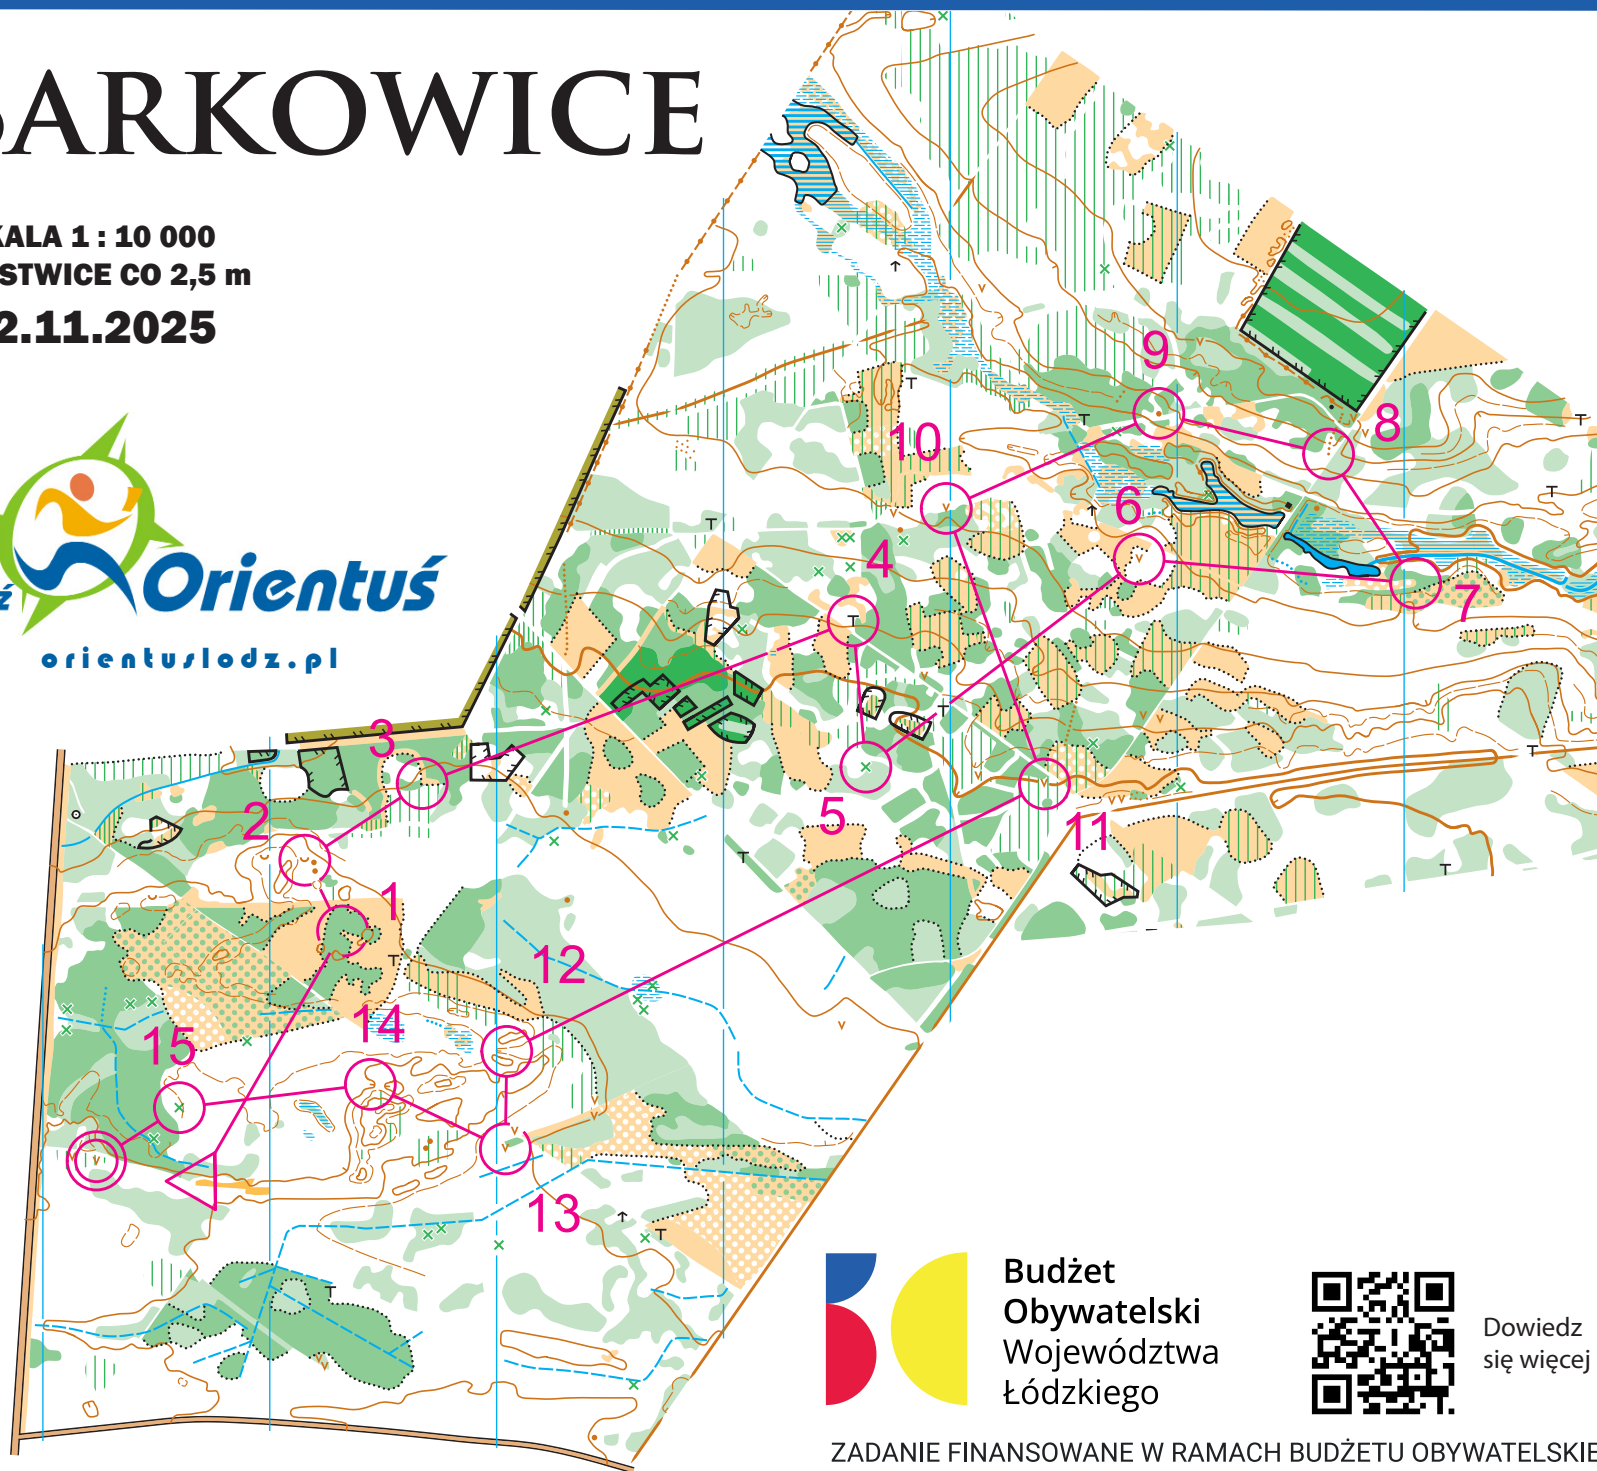 BARKOWICE
KALA 1 : 10 000
STWICE CO 2,5 m
2.11.2025
Orientuś
orientuslodz.pl
9
8
10
6
4
7
3
5
2
11
1
12
14
15
13
Budżet
Obywatelski
Województwa
Łódzkiego
Dowiedz
się więcej
ZADANIE FINANSOWANE W RAMACH BUDŻETU OBYWATELSKIE